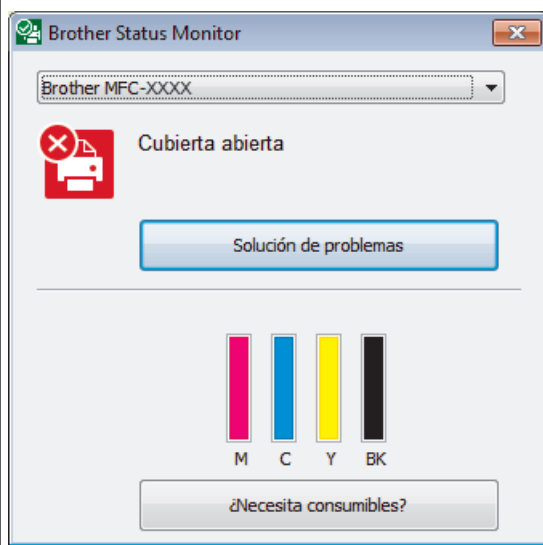 Brother Status Monitor
Brother MFC-XXXX
Cubierta abierta
Solución de problemas
M C Y BK
¿Necesita consumibles?